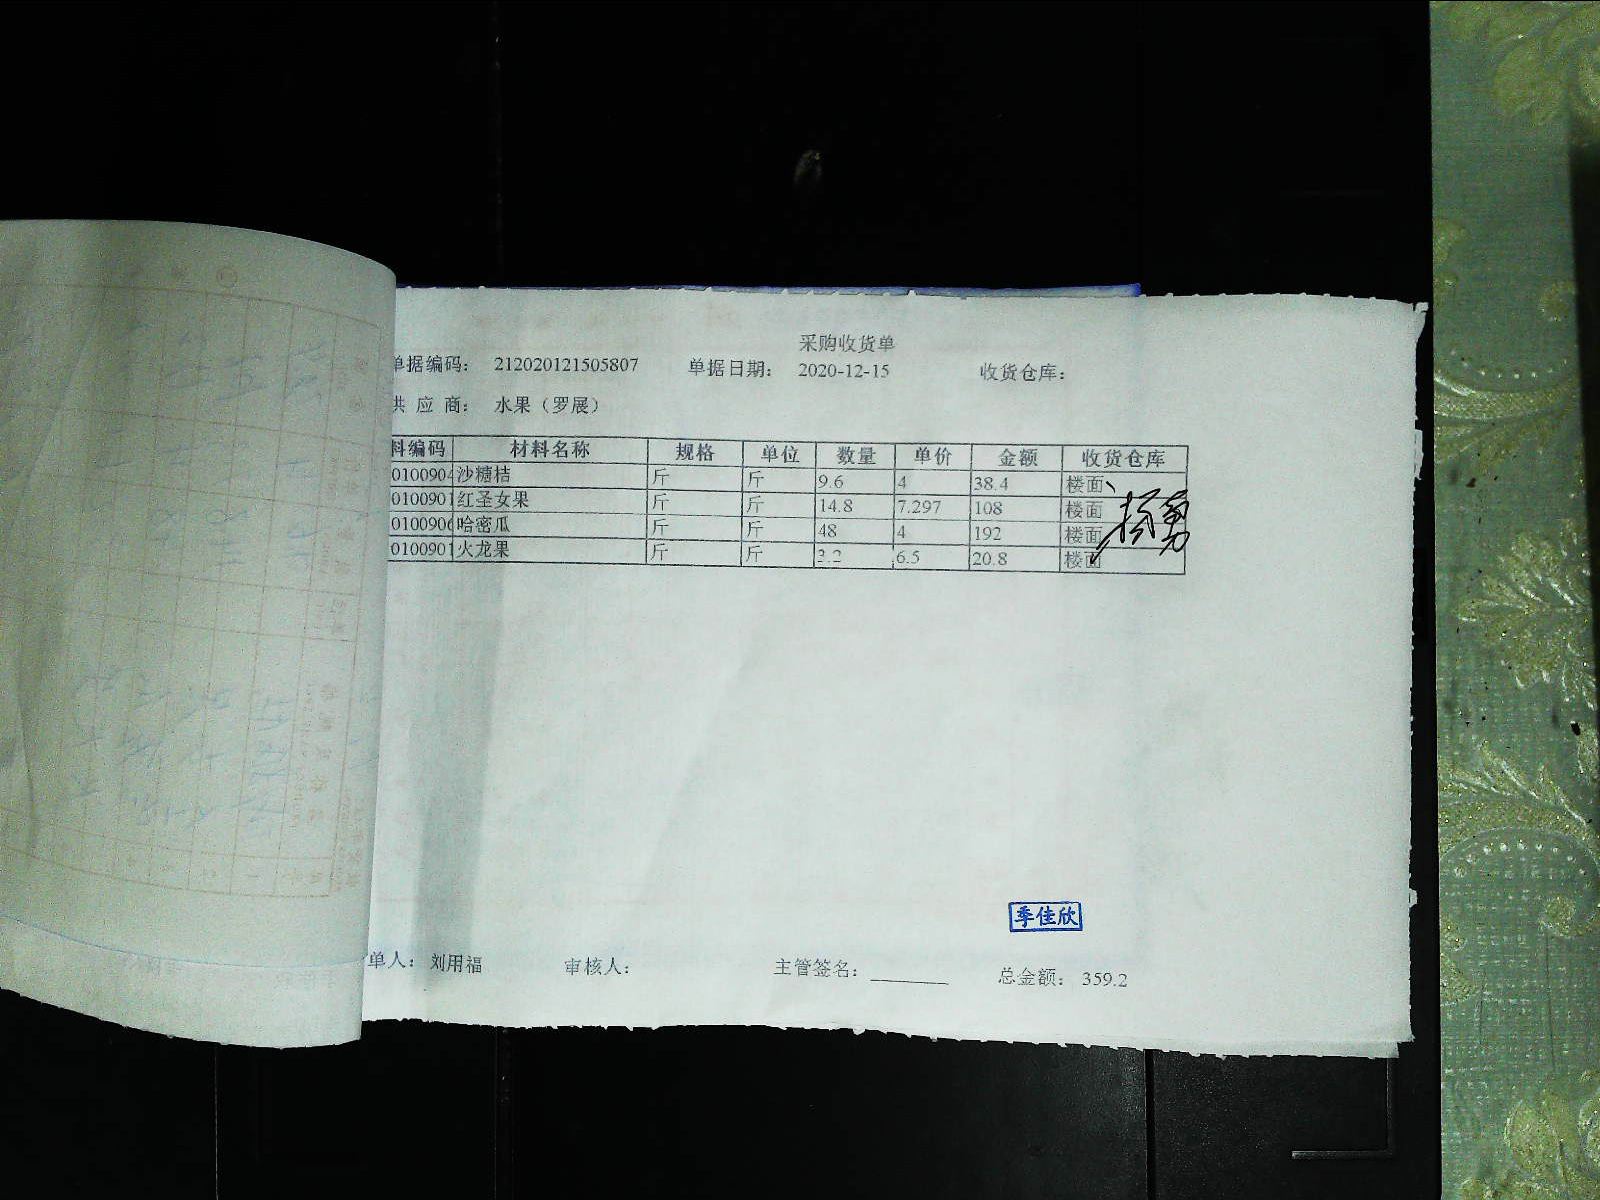 采购收货单
单据编码： 212020121505807 单据日期： 2020-12-15 收货仓库：
供 应 商： 水果（罗展）
料编码 材料名称 规格 单位 数量 单价 金额 收货仓库
0100904 沙糖桔 斤 斤 9.6 4 38.4 楼面
0100901 红圣女果 斤 斤 14.8 7.297 108 楼面
0100906 哈密瓜 斤 斤 48 4 192 楼面
0100901 火龙果 斤 斤 3.2 6.5 20.8 楼面
季佳欣
单人： 刘用福 审核人： 主管签名： 总金额： 359.2